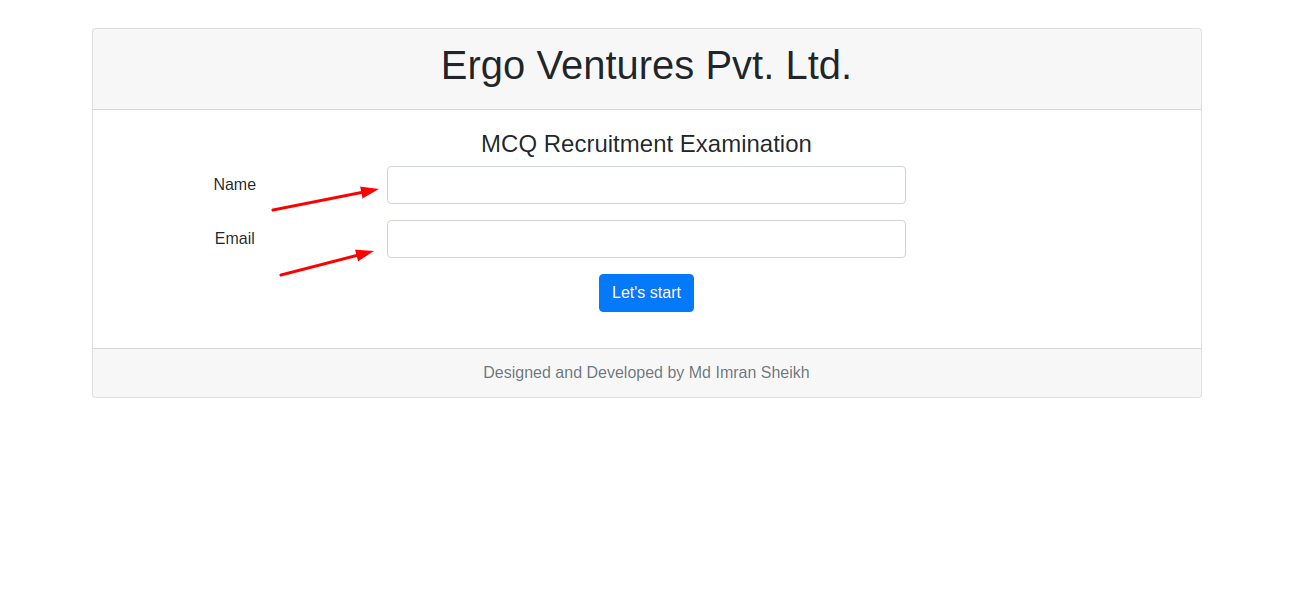 Ergo Ventures Pvt. Ltd.
MCQ Recruitment Examination
Name
Email
Let's start
Designed and Developed by Md Imran Sheikh